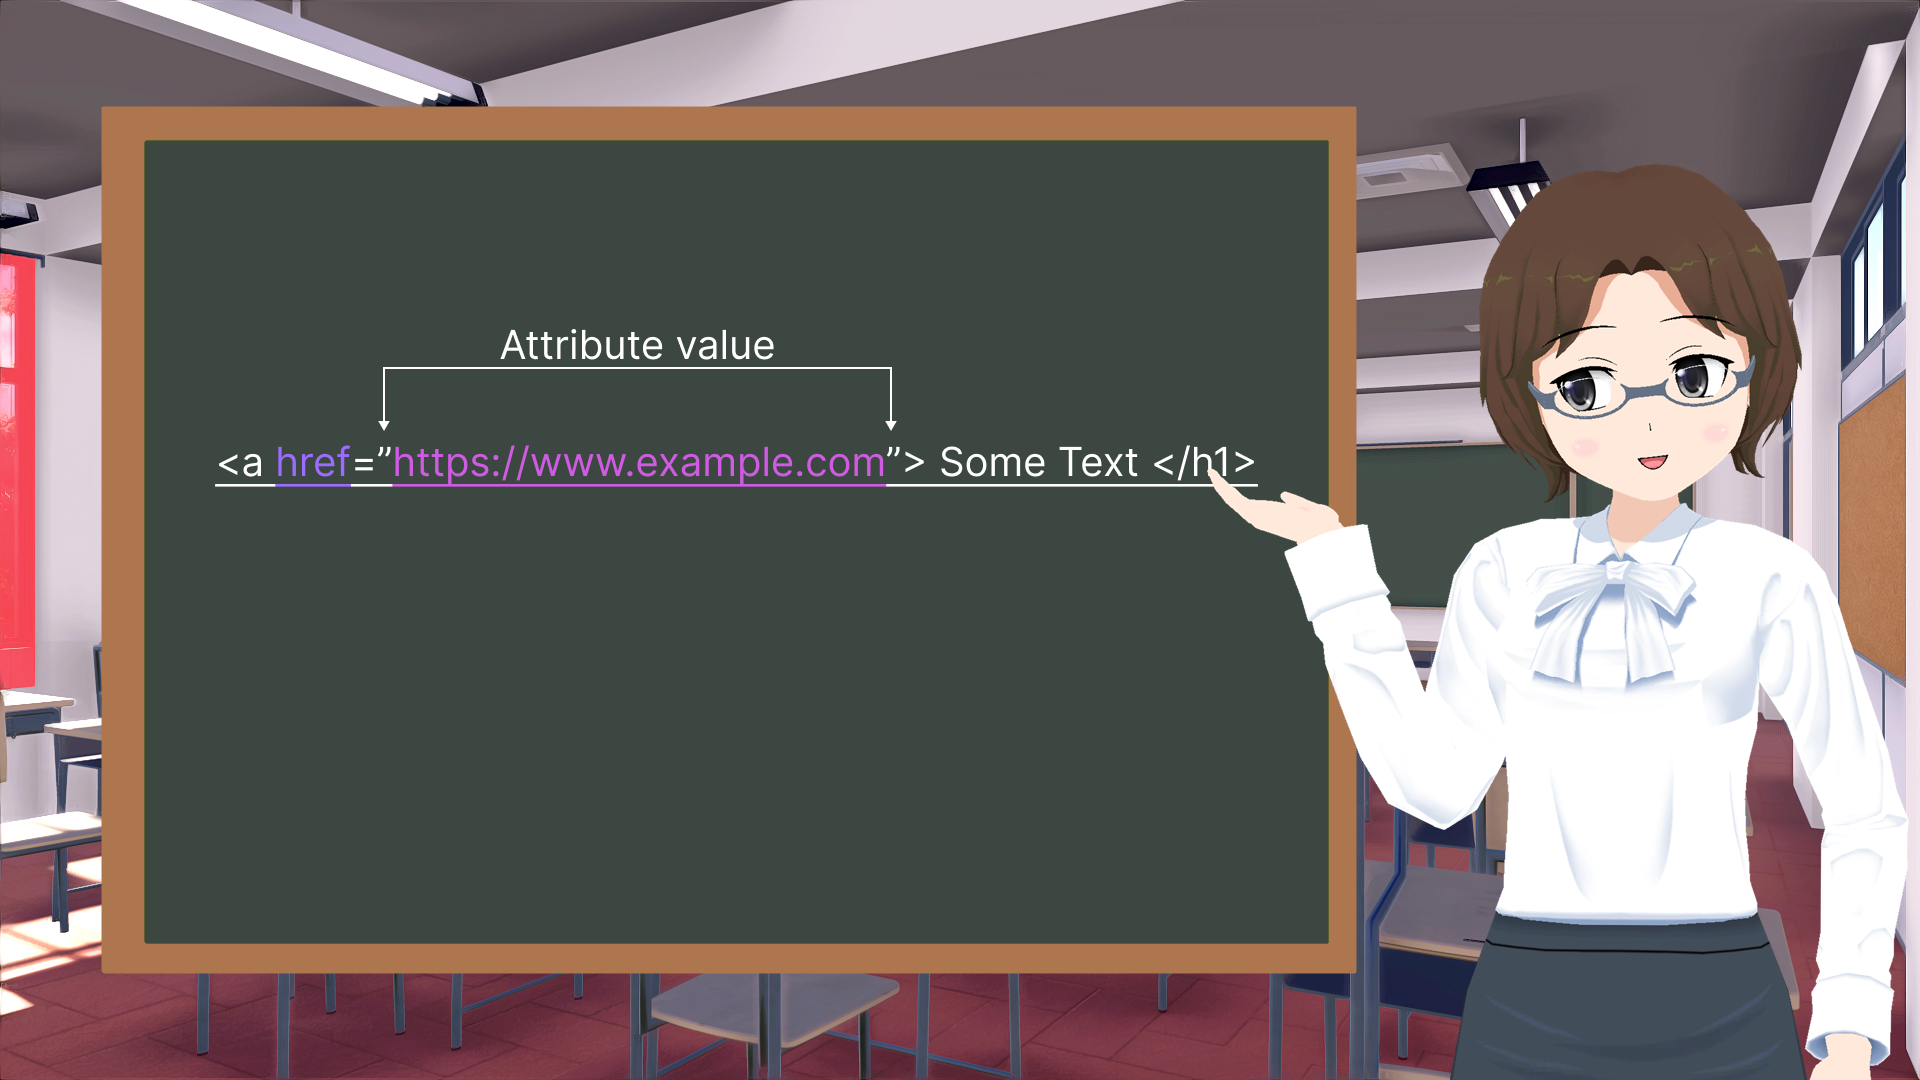 Attribute value
<a href=”https://www.example.com”> Some Text </h1>